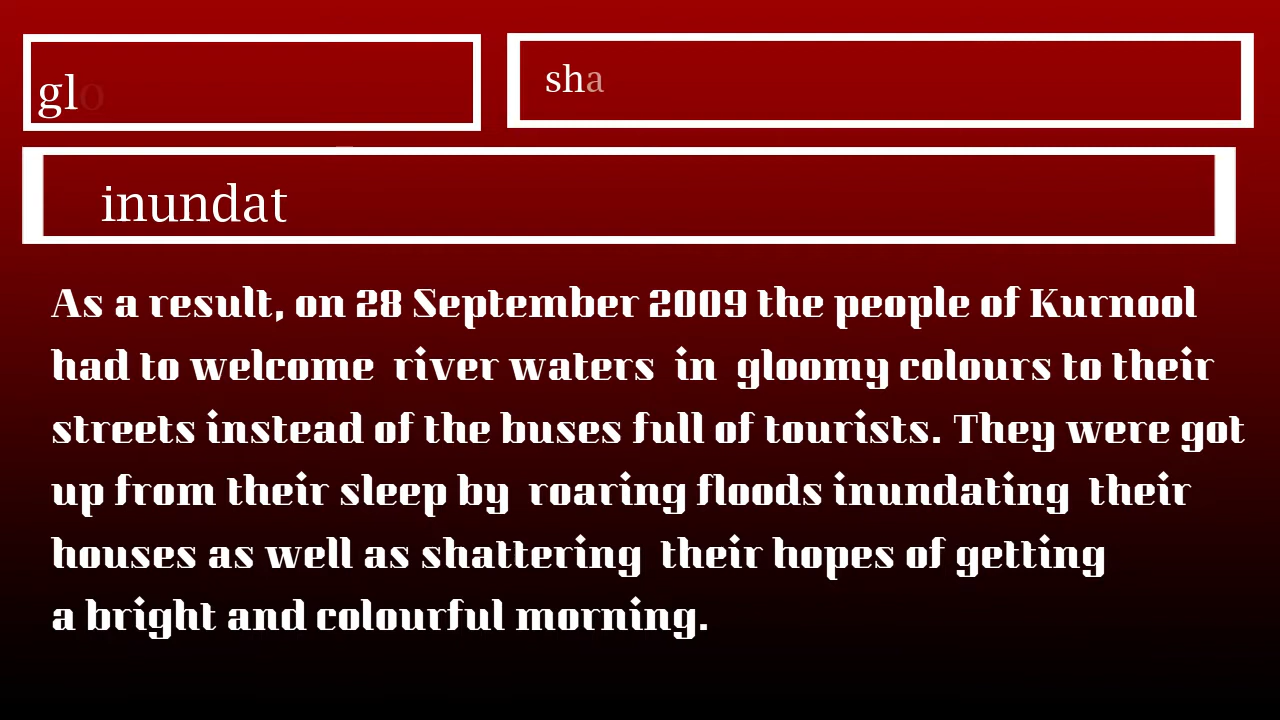 glo
sha
inundat
As a result, on 28 September 2009 the people of Kurnool
had to welcome river waters in gloomy colours to their
streets instead of the buses full of tourists. They were got
up from their sleep by roaring floods inundating their
houses as well as shattering their hopes of getting
a bright and colourful morning.